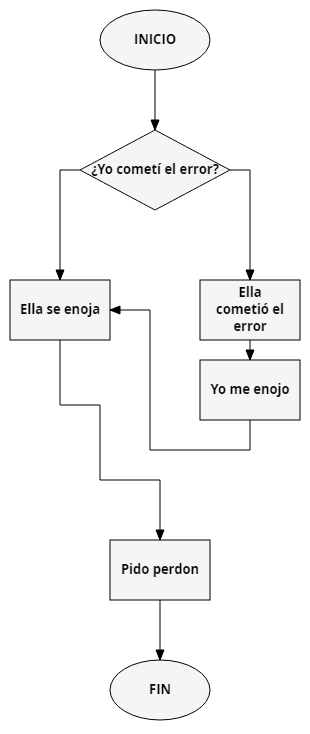 INICIO
¿Yo cometí el error?
Ella se enoja
Ella
cometió el
error
Yo me enojo
Pido perdon
FIN